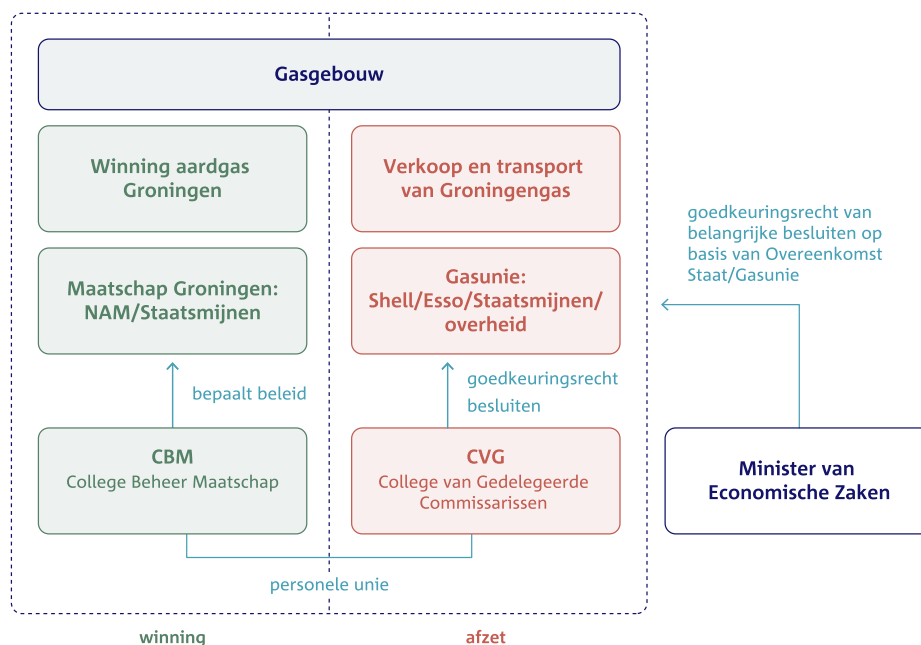 Gasgebouw
Winning aardgas
Groningen
Verkoop en transport
van Groningengas
Maatschap Groningen:
NAM/Staatsmijnen
Gasunie:
Shell/Esso/Staatsmijnen/
overheid
goedkeuringsrecht van
belangrijke besluiten op
basis van Overeenkomst
Staat/Gasunie
bepaalt beleid
goedkeuringsrecht
besluiten
CBM
College Beheer Maatschap
CVG
College van Gedelegeerde
Commissarissen
Minister van
Economische Zaken
personele unie
winning
afzet